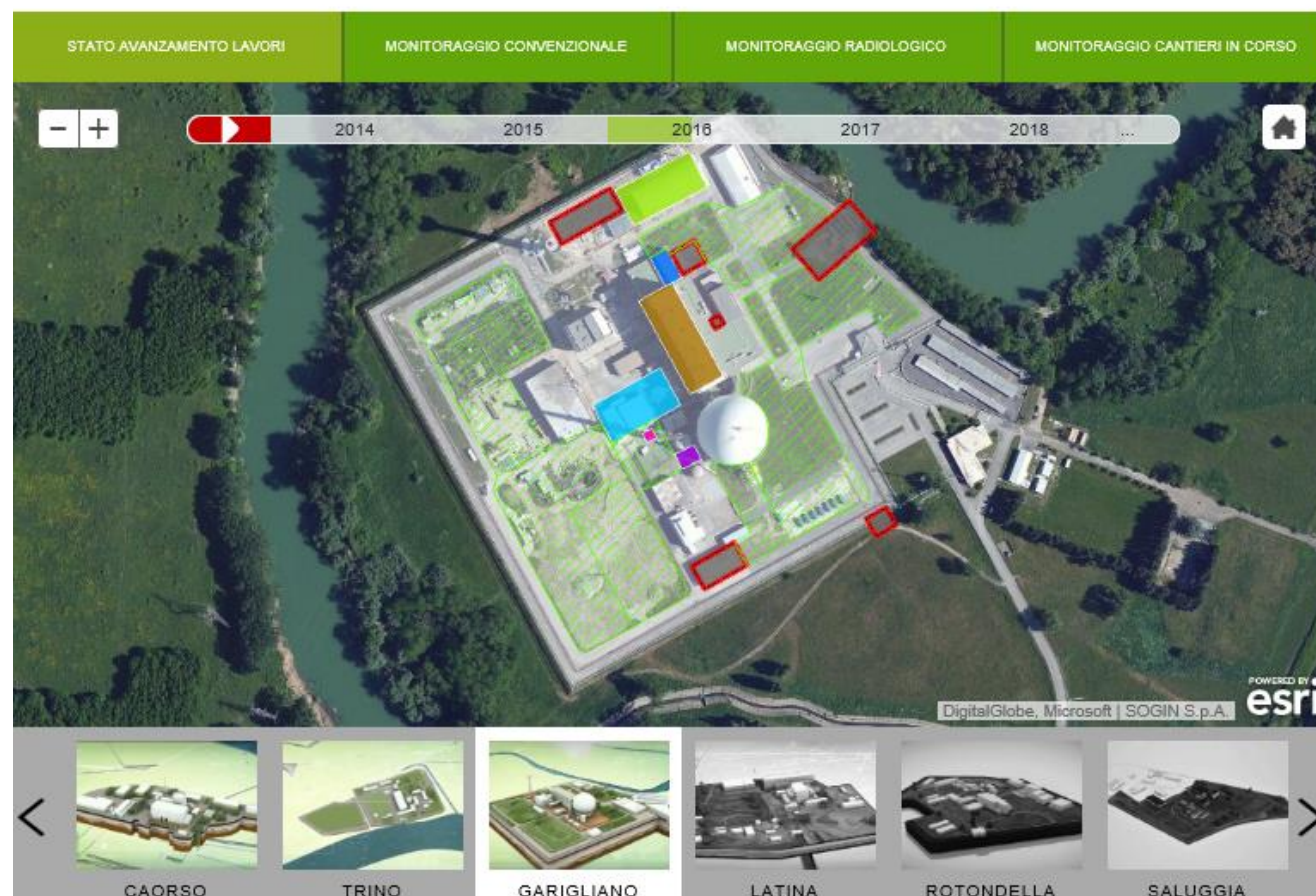 STATO AVANZAMENTO LAVORI
MONITORAGGIO CONVENZIONALE
MONITORAGGIO RADIOLOGICO
MONITORAGGIO CANTIERI IN CORSO
- +
2014 2015 2016 2017 2018 ...
POWERED BY
esri
DigitalGlobe, Microsoft | SOGIN S.p.A.
CAORSO
TRINO
GARIGLIANO
LATINA
ROTONDELLA
SALUGGIA